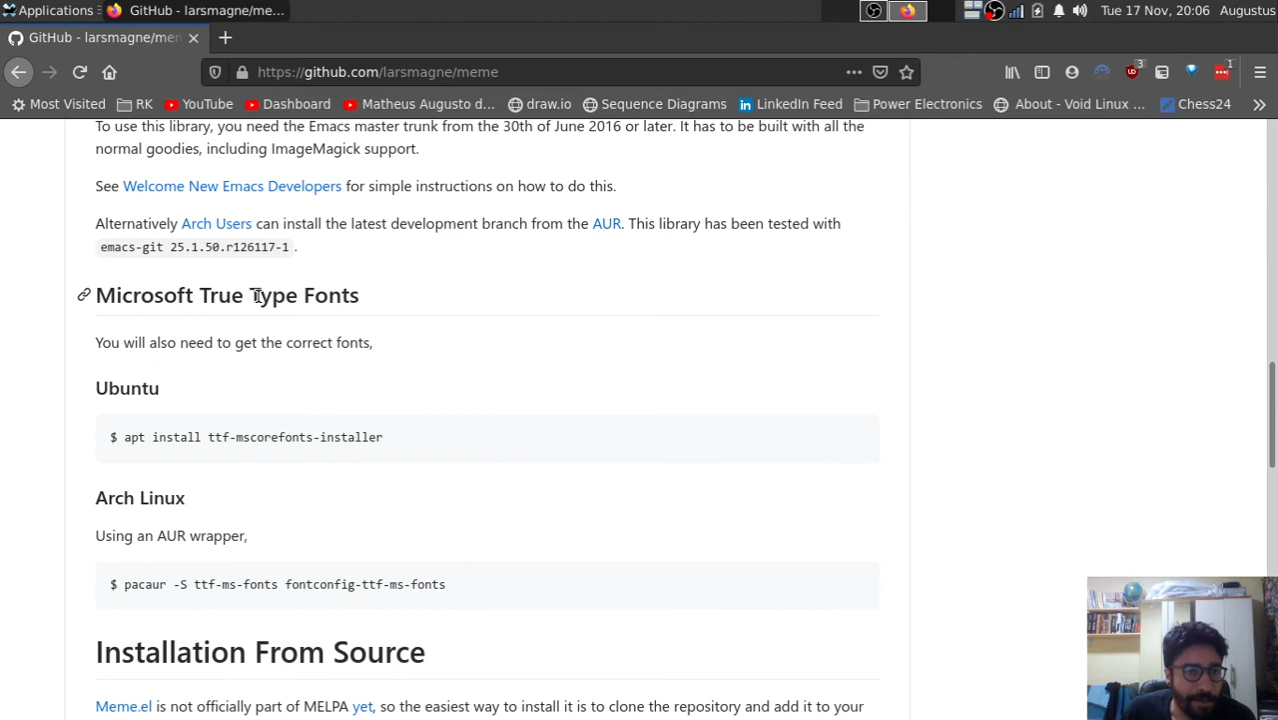 Applications
GitHub - larsmagne/me...
Tue 17 Nov, 20:06
Augustus
GitHub - larsmagne/mem
https://github.com/larsmagne/meme
3
1
Most Visited
RK
YouTube
Dashboard
Matheus Augusto d...
draw.io
Sequence Diagrams
LinkedIn Feed
Power Electronics
About - Void Linux ...
Chess24
To use this library, you need the Emacs master trunk from the 30th of June 2016 or later. It has to be built with all the
normal goodies, including ImageMagick support.
See Welcome New Emacs Developers for simple instructions on how to do this.
Alternatively Arch Users can install the latest development branch from the AUR. This library has been tested with
emacs-git 25.1.50.r126117-1 .
Microsoft True Type Fonts
You will also need to get the correct fonts,
Ubuntu
$ apt install ttf-mscorefonts-installer
Arch Linux
Using an AUR wrapper,
$ pacaur -S ttf-ms-fonts fontconfig-ttf-ms-fonts
Installation From Source
Meme.el is not officially part of MELPA yet, so the easiest way to install it is to clone the repository and add it to your